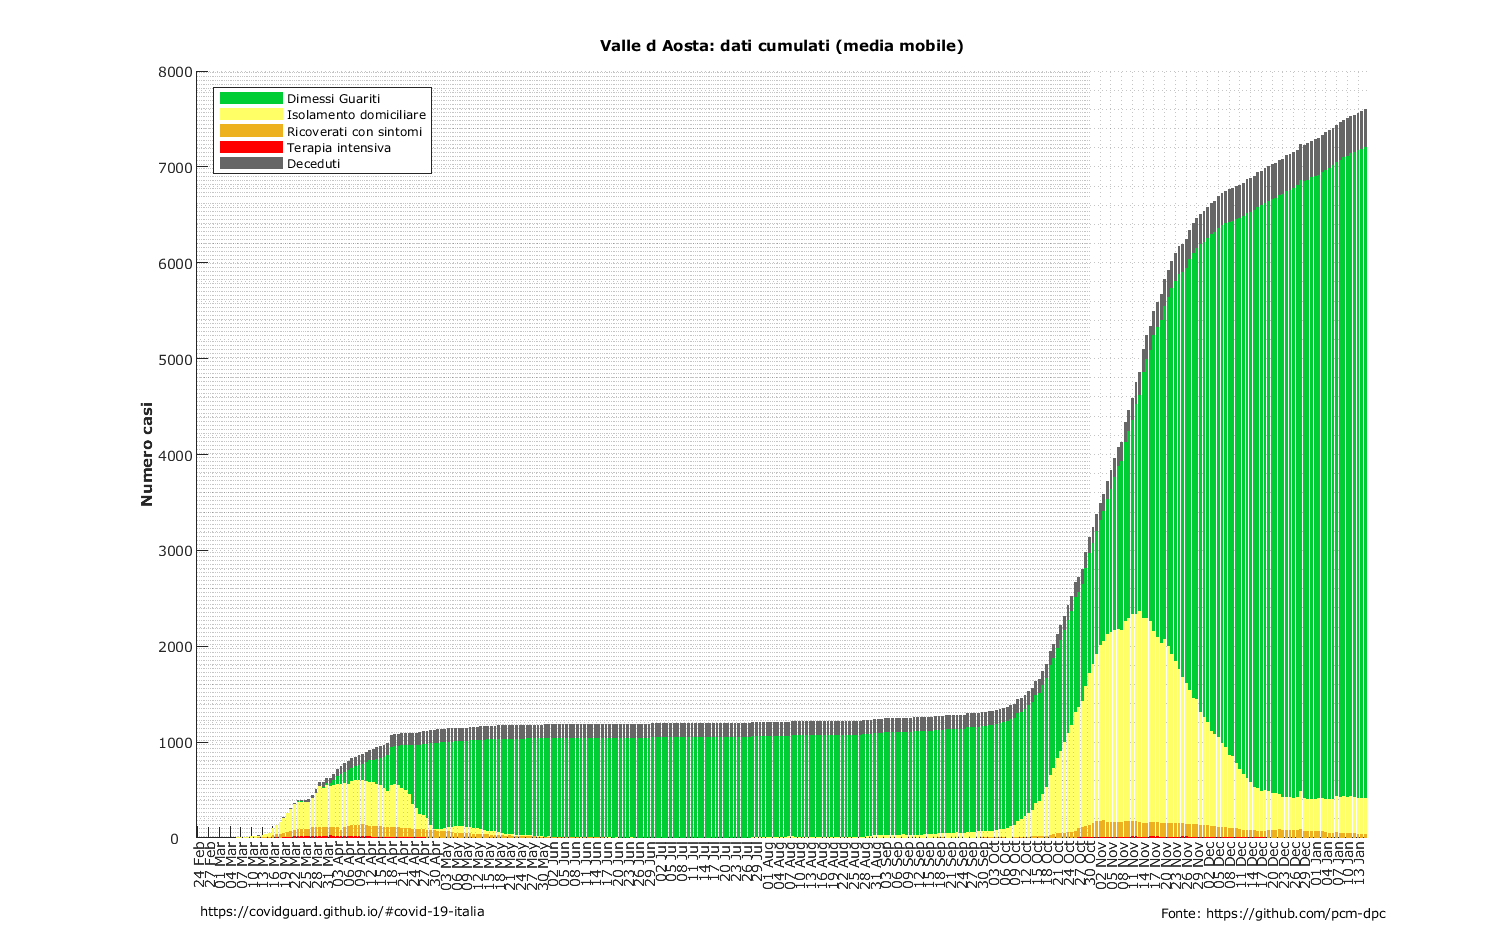 Valle d Aosta: dati cumulati (media mobile)
8000
7000
6000
5000
4000
3000
2000
1000
0
Numero casi
Dimessi Guariti
Isolamento domiciliare
Ricoverati con sintomi
Terapia intensiva
Deceduti
24 Feb
27 Feb
01 Mar
04 Mar
07 Mar
10 Mar
13 Mar
16 Mar
19 Mar
22 Mar
25 Mar
28 Mar
31 Mar
03 Apr
06 Apr
09 Apr
12 Apr
15 Apr
18 Apr
21 Apr
24 Apr
27 Apr
30 Apr
03 May
06 May
09 May
12 May
15 May
18 May
21 May
24 May
27 May
30 May
02 Jun
05 Jun
08 Jun
11 Jun
14 Jun
17 Jun
20 Jun
23 Jun
26 Jun
29 Jun
02 Jul
05 Jul
08 Jul
11 Jul
14 Jul
17 Jul
20 Jul
23 Jul
26 Jul
29 Jul
01 Aug
04 Aug
07 Aug
10 Aug
13 Aug
16 Aug
19 Aug
22 Aug
25 Aug
28 Aug
31 Aug
03 Sep
06 Sep
09 Sep
12 Sep
15 Sep
18 Sep
21 Sep
24 Sep
27 Sep
30 Sep
03 Oct
06 Oct
09 Oct
12 Oct
15 Oct
18 Oct
21 Oct
24 Oct
27 Oct
30 Oct
02 Nov
05 Nov
08 Nov
11 Nov
14 Nov
17 Nov
20 Nov
23 Nov
26 Nov
29 Nov
02 Dec
05 Dec
08 Dec
11 Dec
14 Dec
17 Dec
20 Dec
23 Dec
26 Dec
29 Dec
01 Jan
04 Jan
07 Jan
10 Jan
13 Jan
https://covidguard.github.io/#covid-19-italia
Fonte: https://github.com/pcm-dpc